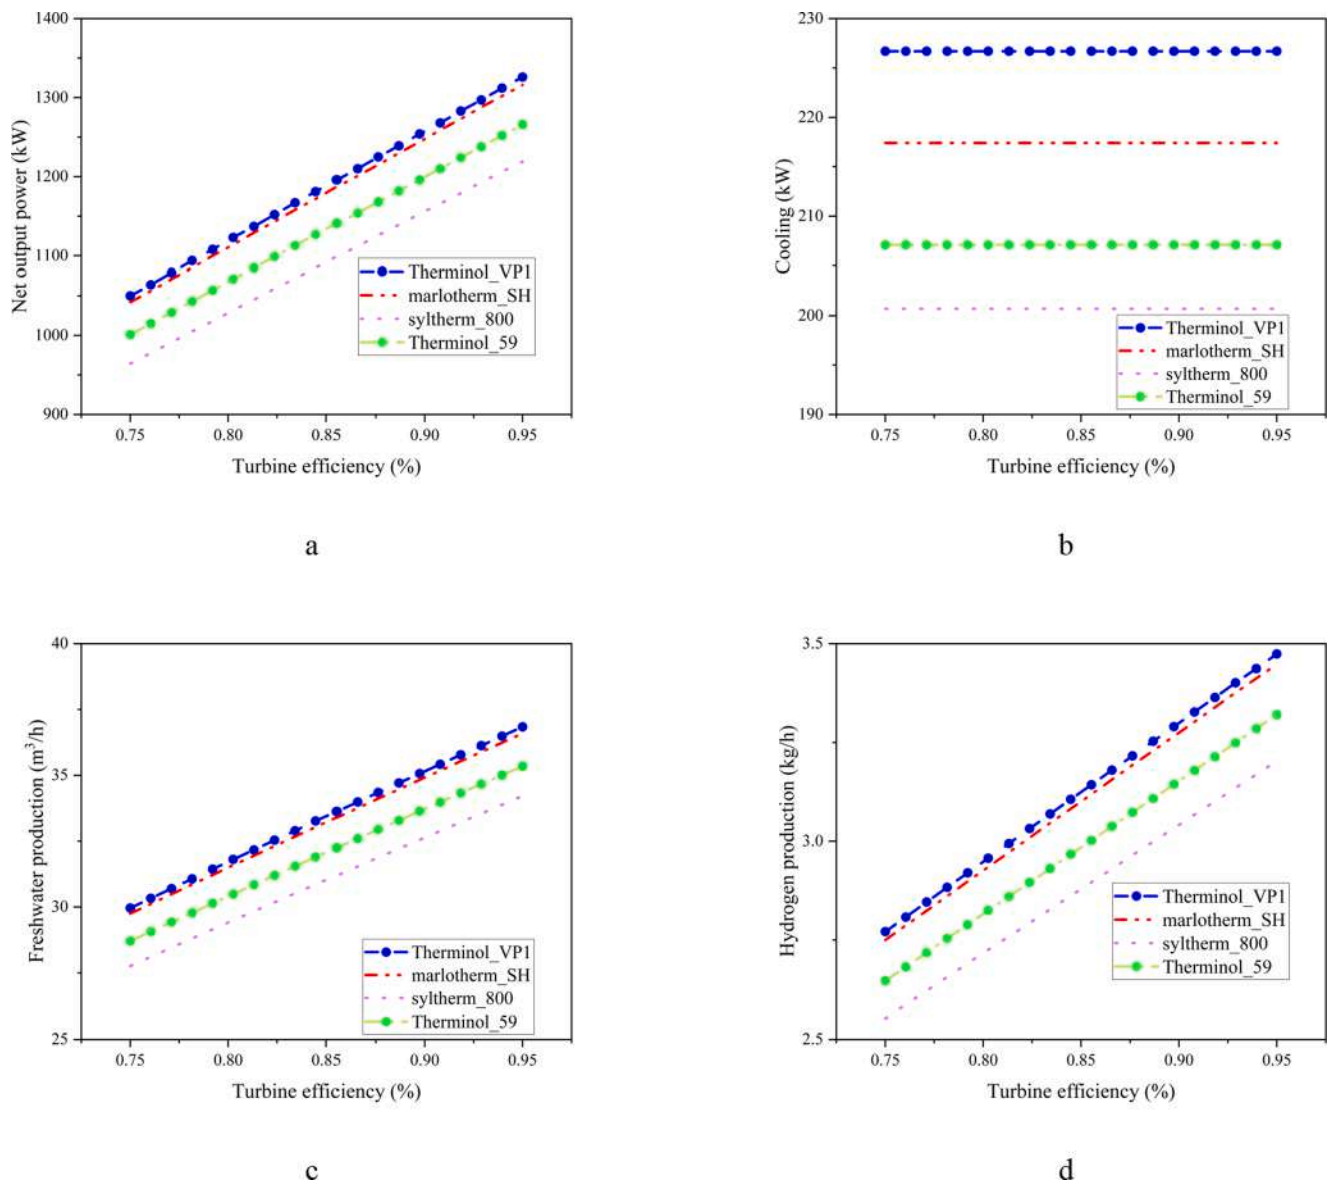 1400
1300
1200
1100
1000
900
Net output power (kW)
Therminol_VP1
marlotherm_SH
syltherm_800
Therminol_59
0.75 0.80 0.85 0.90 0.95
Turbine efficiency (%)
a
230
220
210
200
190
Cooling (kW)
Therminol_VP1
marlotherm_SH
syltherm_800
Therminol_59
0.75 0.80 0.85 0.90 0.95
Turbine efficiency (%)
b
40
35
30
25
Freshwater production (m³/h)
Therminol_VP1
marlotherm_SH
syltherm_800
Therminol_59
0.75 0.80 0.85 0.90 0.95
Turbine efficiency (%)
c
3.5
3.0
2.5
Hydrogen production (kg/h)
Therminol_VP1
marlotherm_SH
syltherm_800
Therminol_59
0.75 0.80 0.85 0.90 0.95
Turbine efficiency (%)
d